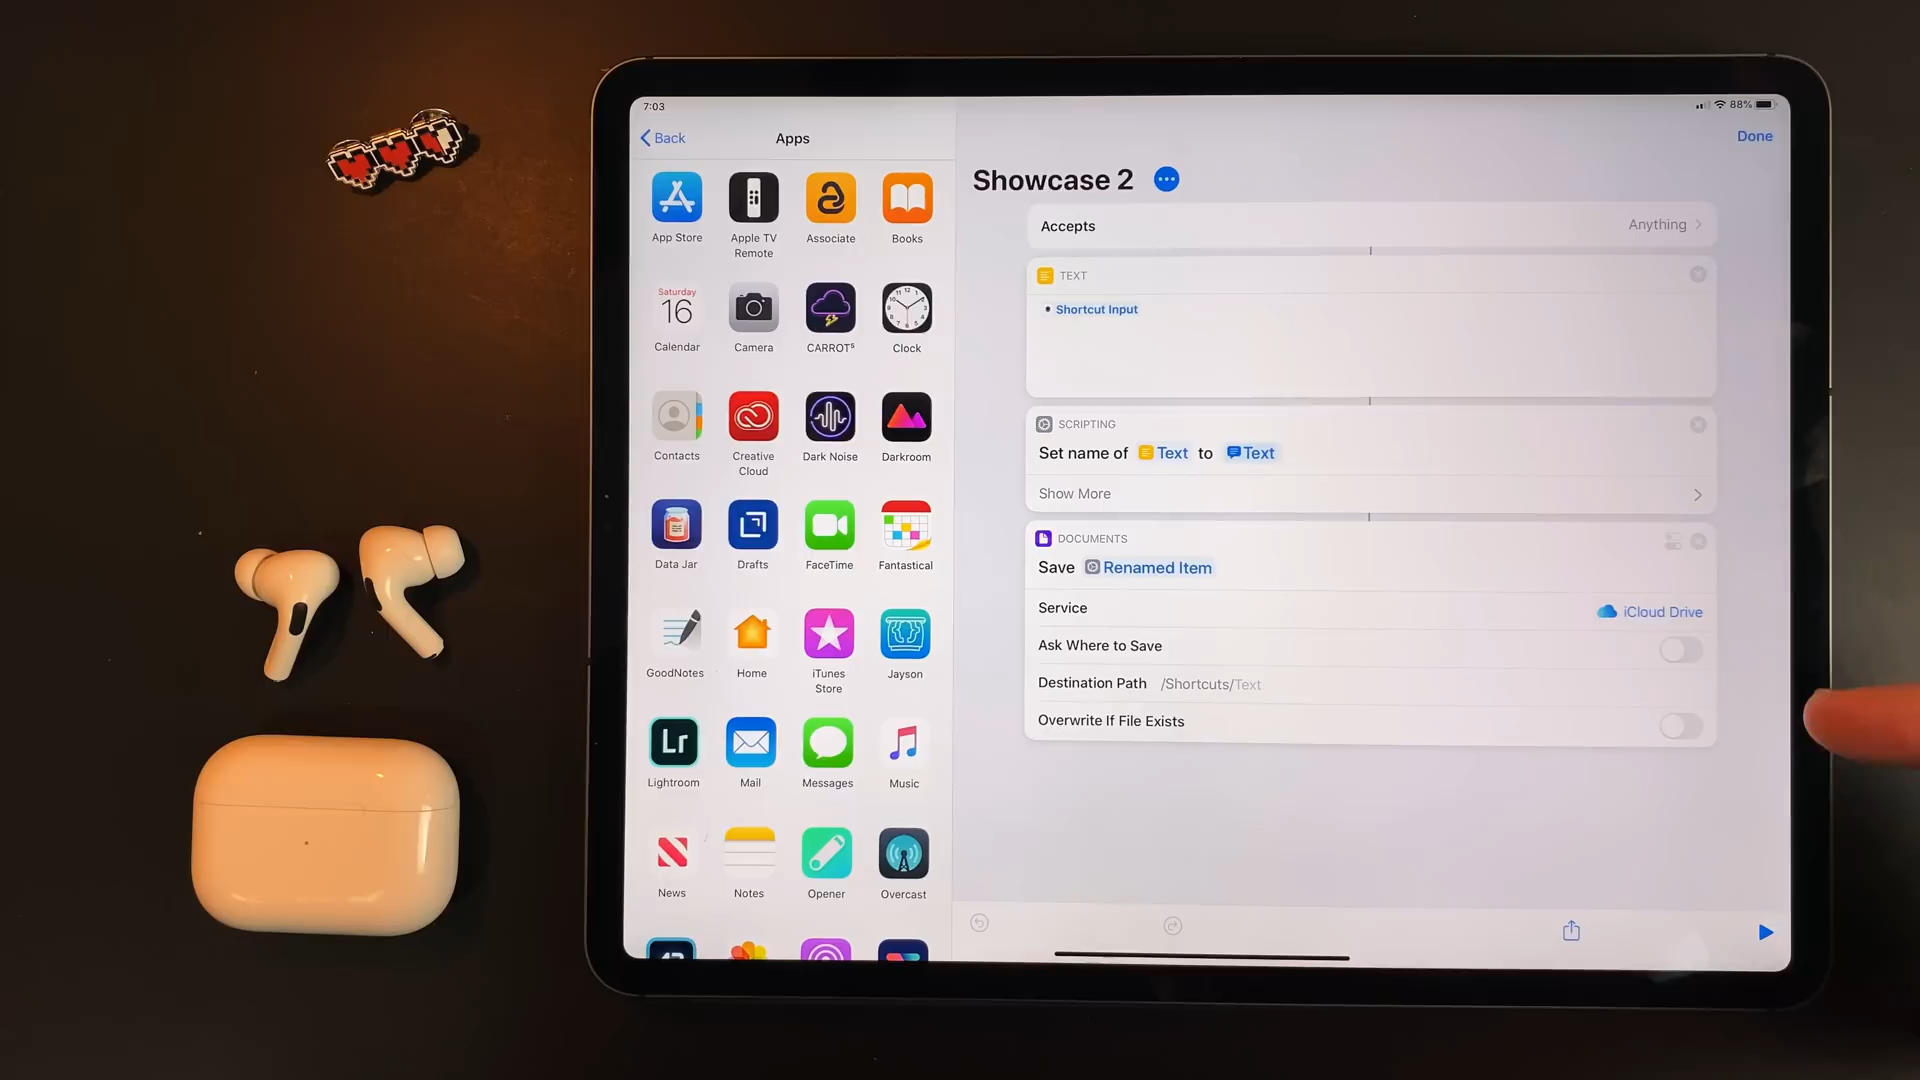 7:03
88%
Back
Apps
Done
App Store
Apple TV Remote
Associate
Books
Saturday
16
Calendar
Camera
CARROT⁵
Clock
Contacts
Creative Cloud
Dark Noise
Darkroom
Data Jar
Drafts
FaceTime
Fantastical
GoodNotes
Home
iTunes Store
Jayson
Lr
Lightroom
Mail
Messages
Music
News
Notes
Opener
Overcast
Showcase 2
Accepts
Anything
TEXT
• Shortcut Input
SCRIPTING
Set name of Text to Text
Show More
DOCUMENTS
Save Renamed Item
Service
iCloud Drive
Ask Where to Save
Destination Path /Shortcuts/Text
Overwrite If File Exists